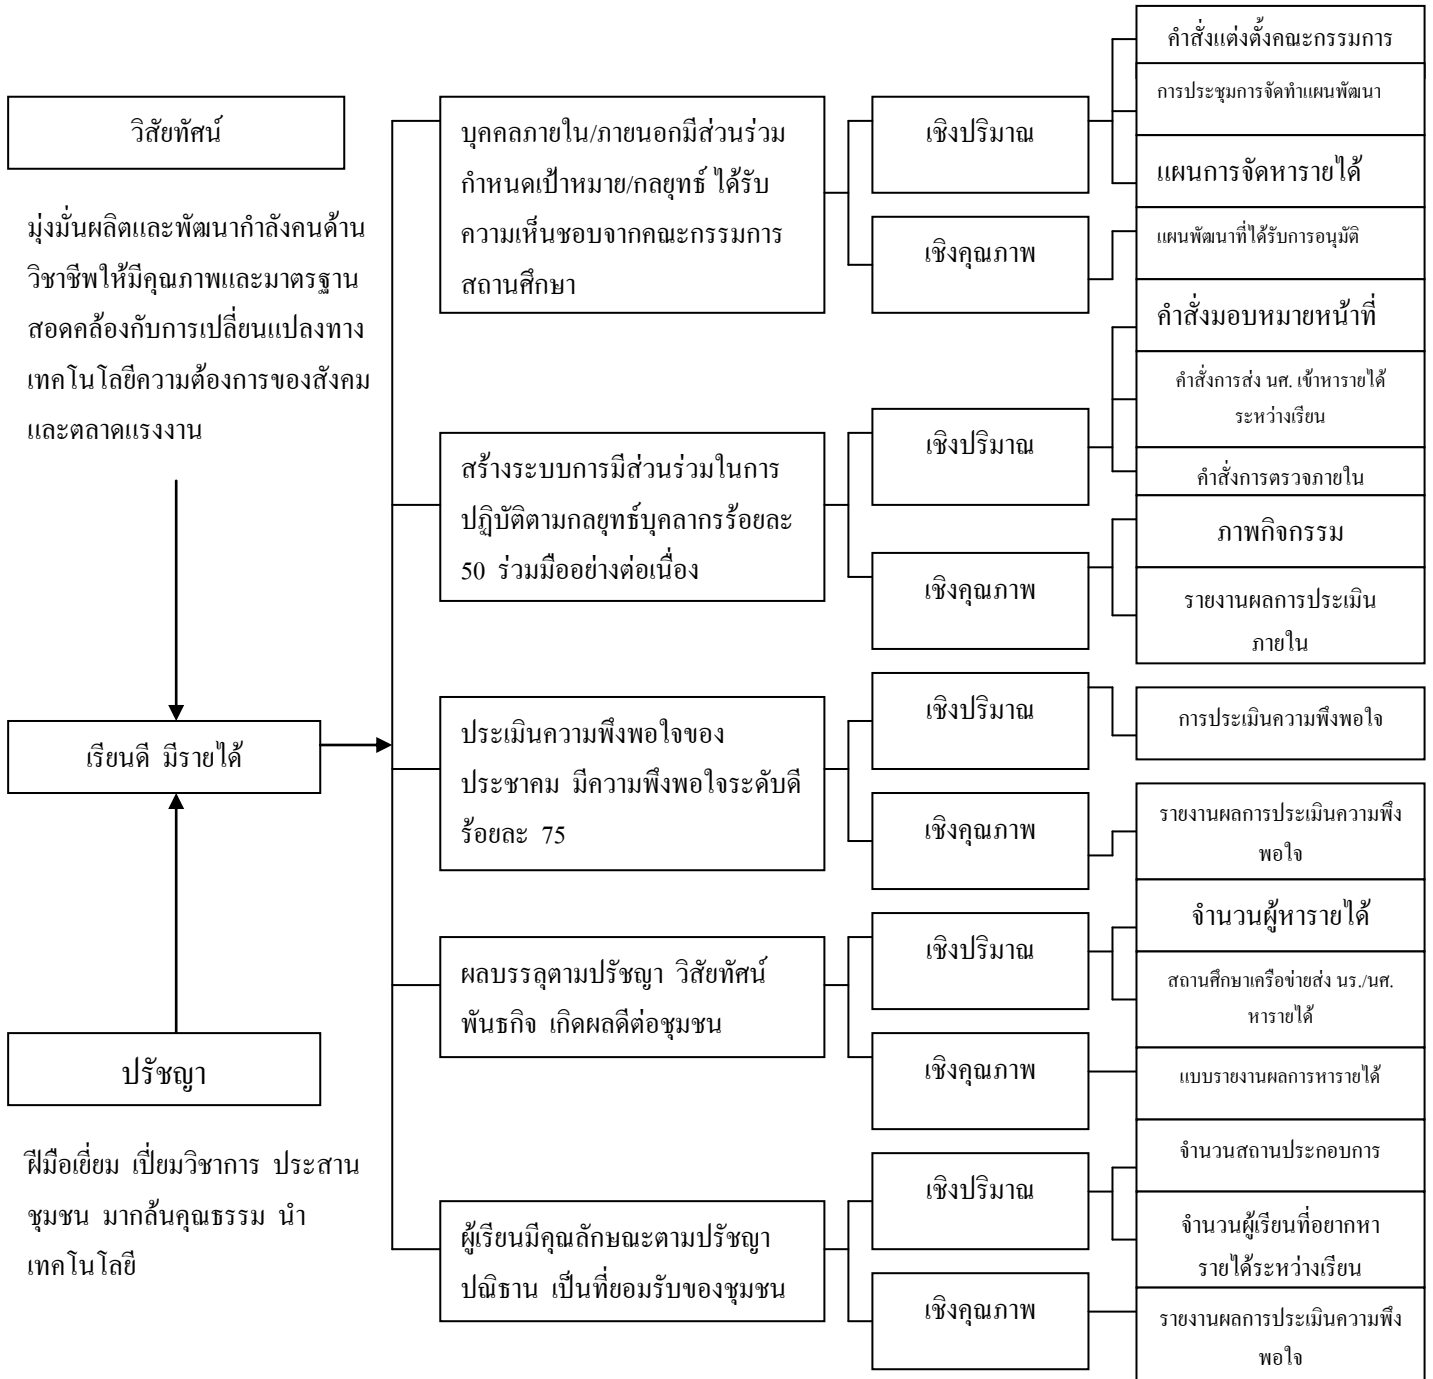 วิสัยทัศน์
มุ่งมั่นผลิตและพัฒนากำลังคนด้าน
วิชาชีพให้มีคุณภาพและมาตรฐาน
สอดคล้องกับการเปลี่ยนแปลงทาง
เทคโนโลยีความต้องการของสังคม
และตลาดแรงงาน
เรียนดี มีรายได้
ปรัชญา
ฝีมือเยี่ยม เปี่ยมวิชาการ ประสาน
ชุมชน มากล้นคุณธรรม นำ
เทคโนโลยี
บุคคลภายใน/ภายนอกมีส่วนร่วม
กำหนดเป้าหมาย/กลยุทธ์ ได้รับ
ความเห็นชอบจากคณะกรรมการ
สถานศึกษา
เชิงปริมาณ
คำสั่งแต่งตั้งคณะกรรมการ
การประชุมการจัดทำแผนพัฒนา
แผนการจัดหารายได้
เชิงคุณภาพ
แผนพัฒนาที่ได้รับการอนุมัติ
สร้างระบบการมีส่วนร่วมในการ
ปฏิบัติตามกลยุทธ์บุคลากรร้อยละ
50 ร่วมมืออย่างต่อเนื่อง
เชิงปริมาณ
คำสั่งมอบหมายหน้าที่
คำสั่งการส่ง นศ. เข้าหารายได้
ระหว่างเรียน
คำสั่งการตรวจภายใน
เชิงคุณภาพ
ภาพกิจกรรม
รายงานผลการประเมิน
ภายใน
ประเมินความพึงพอใจของ
ประชาคม มีความพึงพอใจระดับดี
ร้อยละ 75
เชิงปริมาณ
การประเมินความพึงพอใจ
เชิงคุณภาพ
รายงานผลการประเมินความพึง
พอใจ
ผลบรรลุตามปรัชญา วิสัยทัศน์
พันธกิจ เกิดผลดีต่อชุมชน
เชิงปริมาณ
จำนวนผู้หารายได้
สถานศึกษาเครือข่ายส่ง นร./นศ.
หารายได้
เชิงคุณภาพ
แบบรายงานผลการหารายได้
ผู้เรียนมีคุณลักษณะตามปรัชญา
ปณิธาน เป็นที่ยอมรับของชุมชน
เชิงปริมาณ
จำนวนสถานประกอบการ
จำนวนผู้เรียนที่อยากหา
รายได้ระหว่างเรียน
เชิงคุณภาพ
รายงานผลการประเมินความพึง
พอใจ